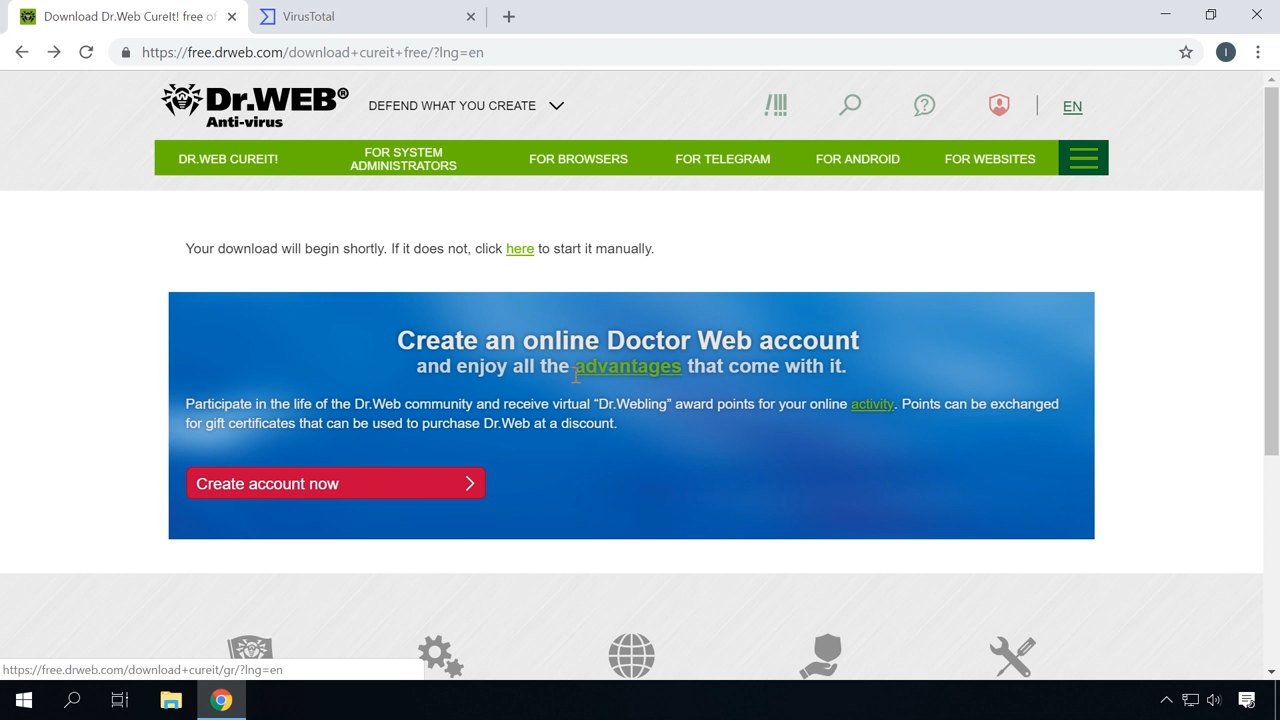 Download Dr.Web CureIt! free of
VirusTotal
https://free.drweb.com/download+cureit+free/?lng=en
I
Dr.WEB®
Anti-virus
DEFEND WHAT YOU CREATE
EN
DR.WEB CUREIT!
FOR SYSTEM
ADMINISTRATORS
FOR BROWSERS
FOR TELEGRAM
FOR ANDROID
FOR WEBSITES
Your download will begin shortly. If it does not, click here to start it manually.
Create an online Doctor Web account
and enjoy all the advantages that come with it.
Participate in the life of the Dr.Web community and receive virtual “Dr.Webling” award points for your online activity. Points can be exchanged
for gift certificates that can be used to purchase Dr.Web at a discount.
Create account now
https://free.drweb.com/download+cureit/gr/?lng=en